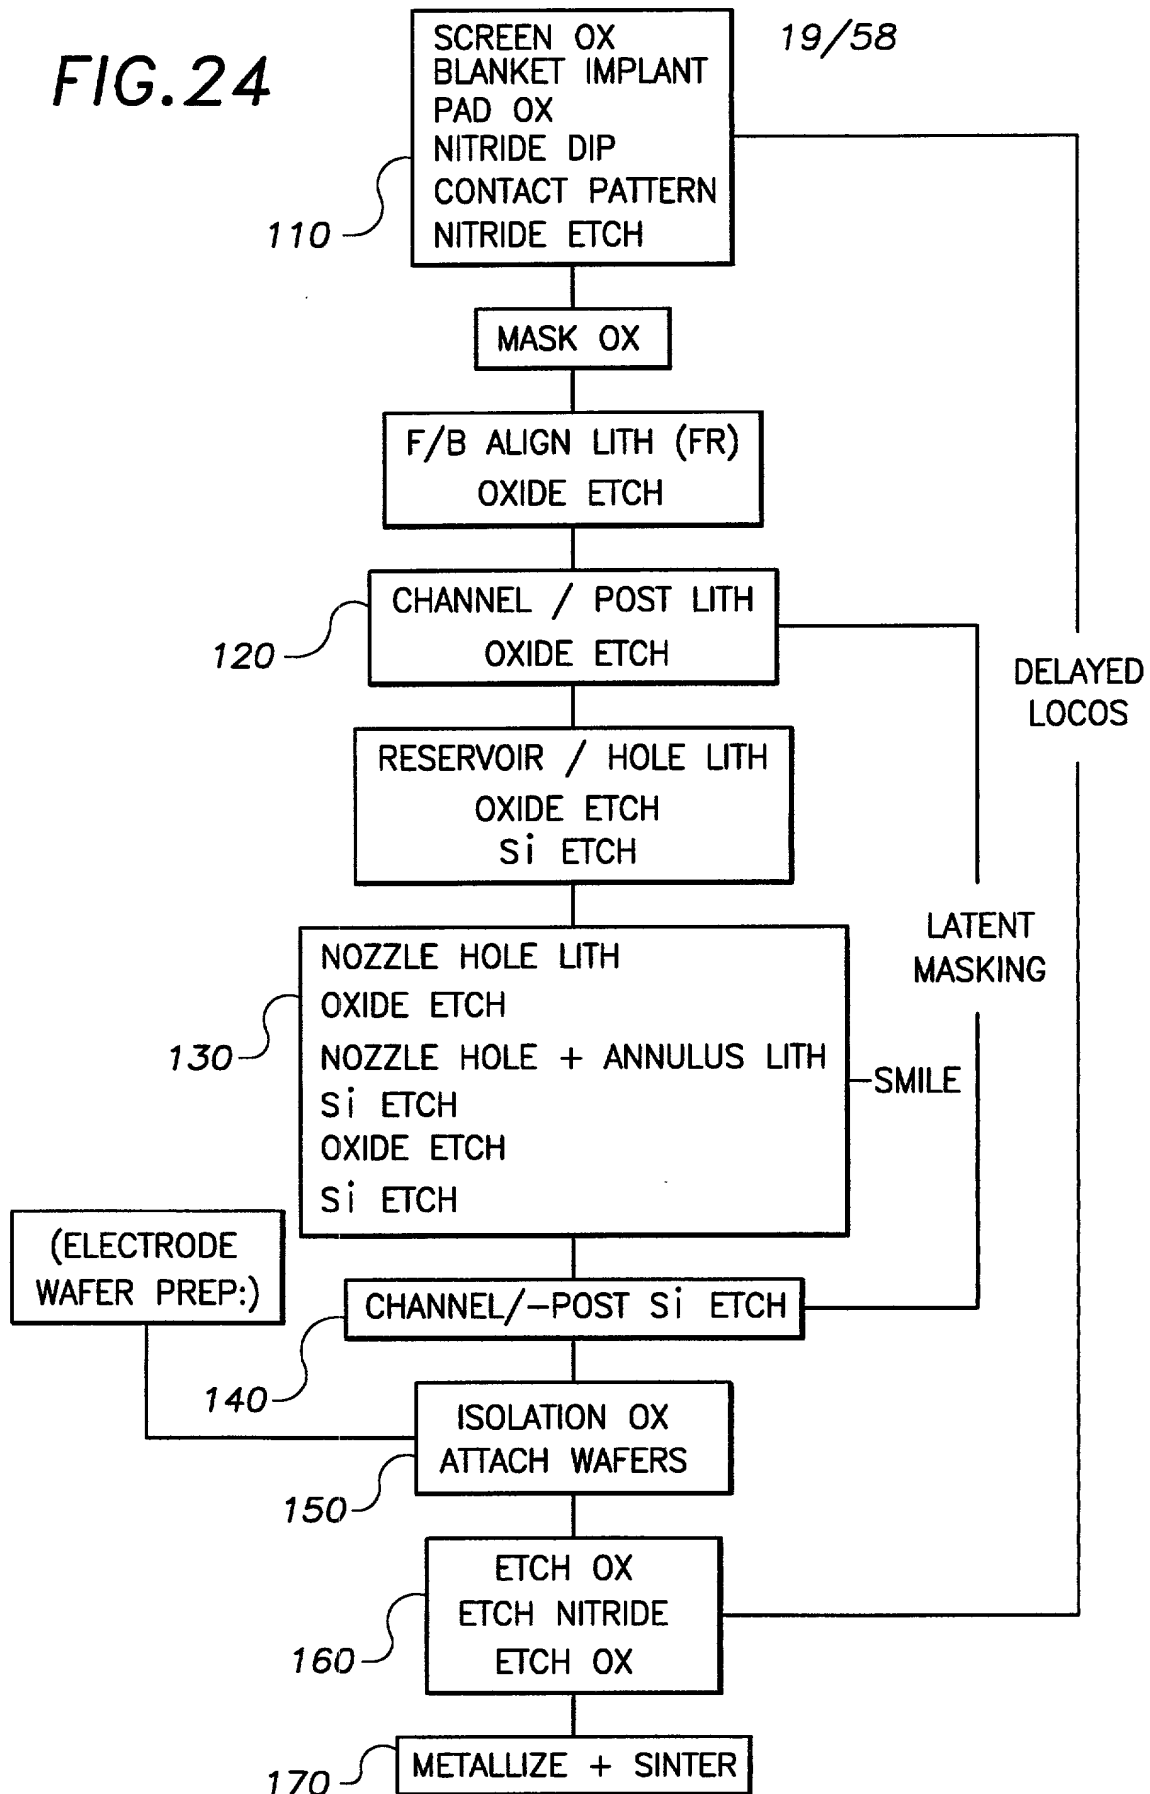 FIG.24
19/58
SCREEN OX
BLANKET IMPLANT
PAD OX
NITRIDE DIP
CONTACT PATTERN
NITRIDE ETCH
110
MASK OX
F/B ALIGN LITH (FR)
OXIDE ETCH
CHANNEL / POST LITH
OXIDE ETCH
120
DELAYED
LOCOS
RESERVOIR / HOLE LITH
OXIDE ETCH
Si ETCH
LATENT
MASKING
NOZZLE HOLE LITH
OXIDE ETCH
NOZZLE HOLE + ANNULUS LITH
Si ETCH
OXIDE ETCH
Si ETCH
130
SMILE
(ELECTRODE
WAFER PREP:)
CHANNEL/-POST Si ETCH
140
ISOLATION OX
ATTACH WAFERS
150
ETCH OX
ETCH NITRIDE
ETCH OX
160
METALLIZE + SINTER
170